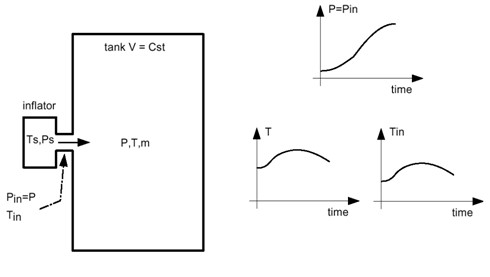 tank V = Cst
inflator
Ts,Ps
P,T,m
Pin=P
Tin
P=Pin
time
T
time
Tin
time